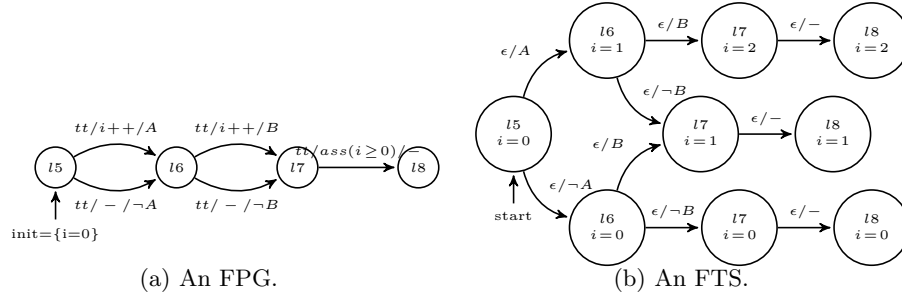 l5
l6
l7
l8
tt/i++/A
tt/i++/B
tt/ass(i ≥ 0)/−
tt/ − /¬A
tt/ − /¬B
init={i=0}
(a) An FPG.
l5
i = 0
start
ϵ/A
ϵ/¬A
l6
i = 1
ϵ/B
ϵ/¬B
l7
i = 2
ϵ/−
l8
i = 2
ϵ/B
l7
i = 1
ϵ/−
l8
i = 1
l6
i = 0
ϵ/¬B
l7
i = 0
ϵ/−
l8
i = 0
(b) An FTS.